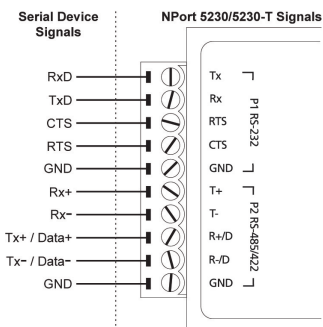 Serial Device Signals
NPort 5230/5230-T Signals
RxD Tx
TxD Rx
CTS RTS
RTS CTS
GND GND
P1 RS-232
Rx+ T+
Rx- T-
Tx+ / Data+ R+/D
Tx- / Data- R-/D
GND GND
P2 RS-485/422